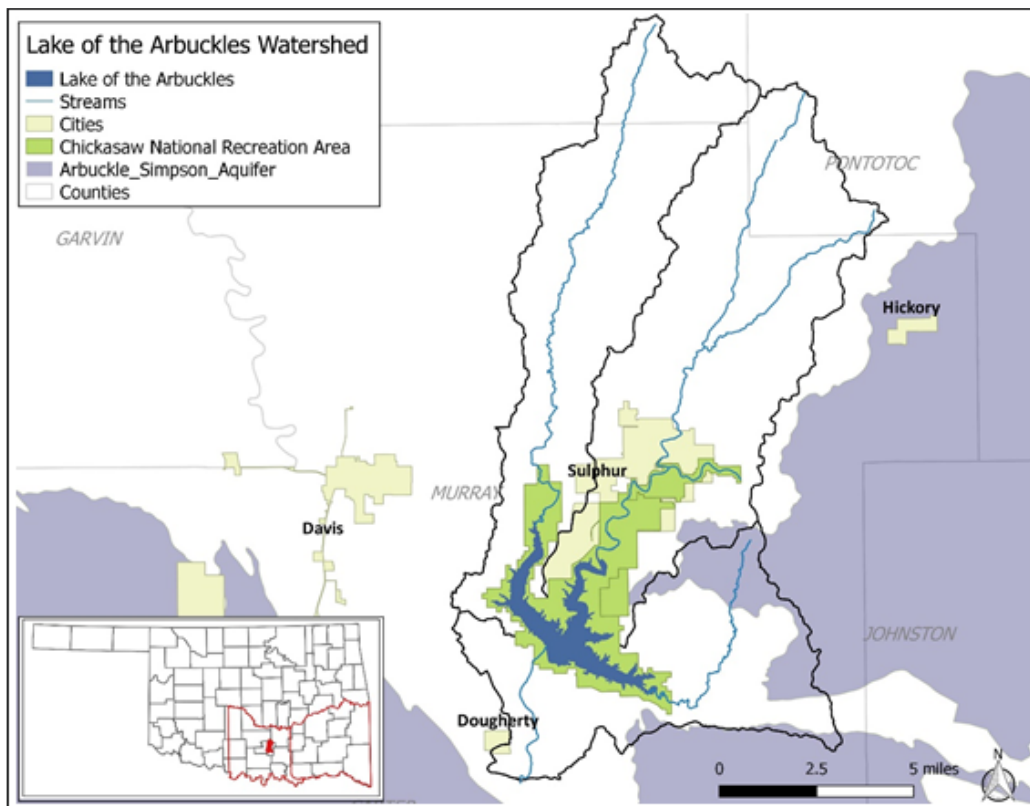 Lake of the Arbuckles Watershed
Lake of the Arbuckles
Streams
Cities
Chickasaw National Recreation Area
Arbuckle_Simpson_Aquifer
Counties
PONTOTOC
GARVIN
Hickory
Sulphur
MURRAY
Davis
JOHNSTON
Dougherty
N
0 2.5 5 miles